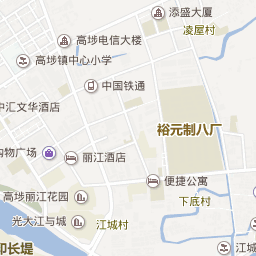 添盛大厦
凌屋村
高埗电信大楼
高埗镇中心小学
中国铁通
中汇文华酒店
裕元制八厂
购物广场
丽江酒店
便捷公寓
高埗丽江花园
下底村
光大江与城
江城村
印长堤
江城